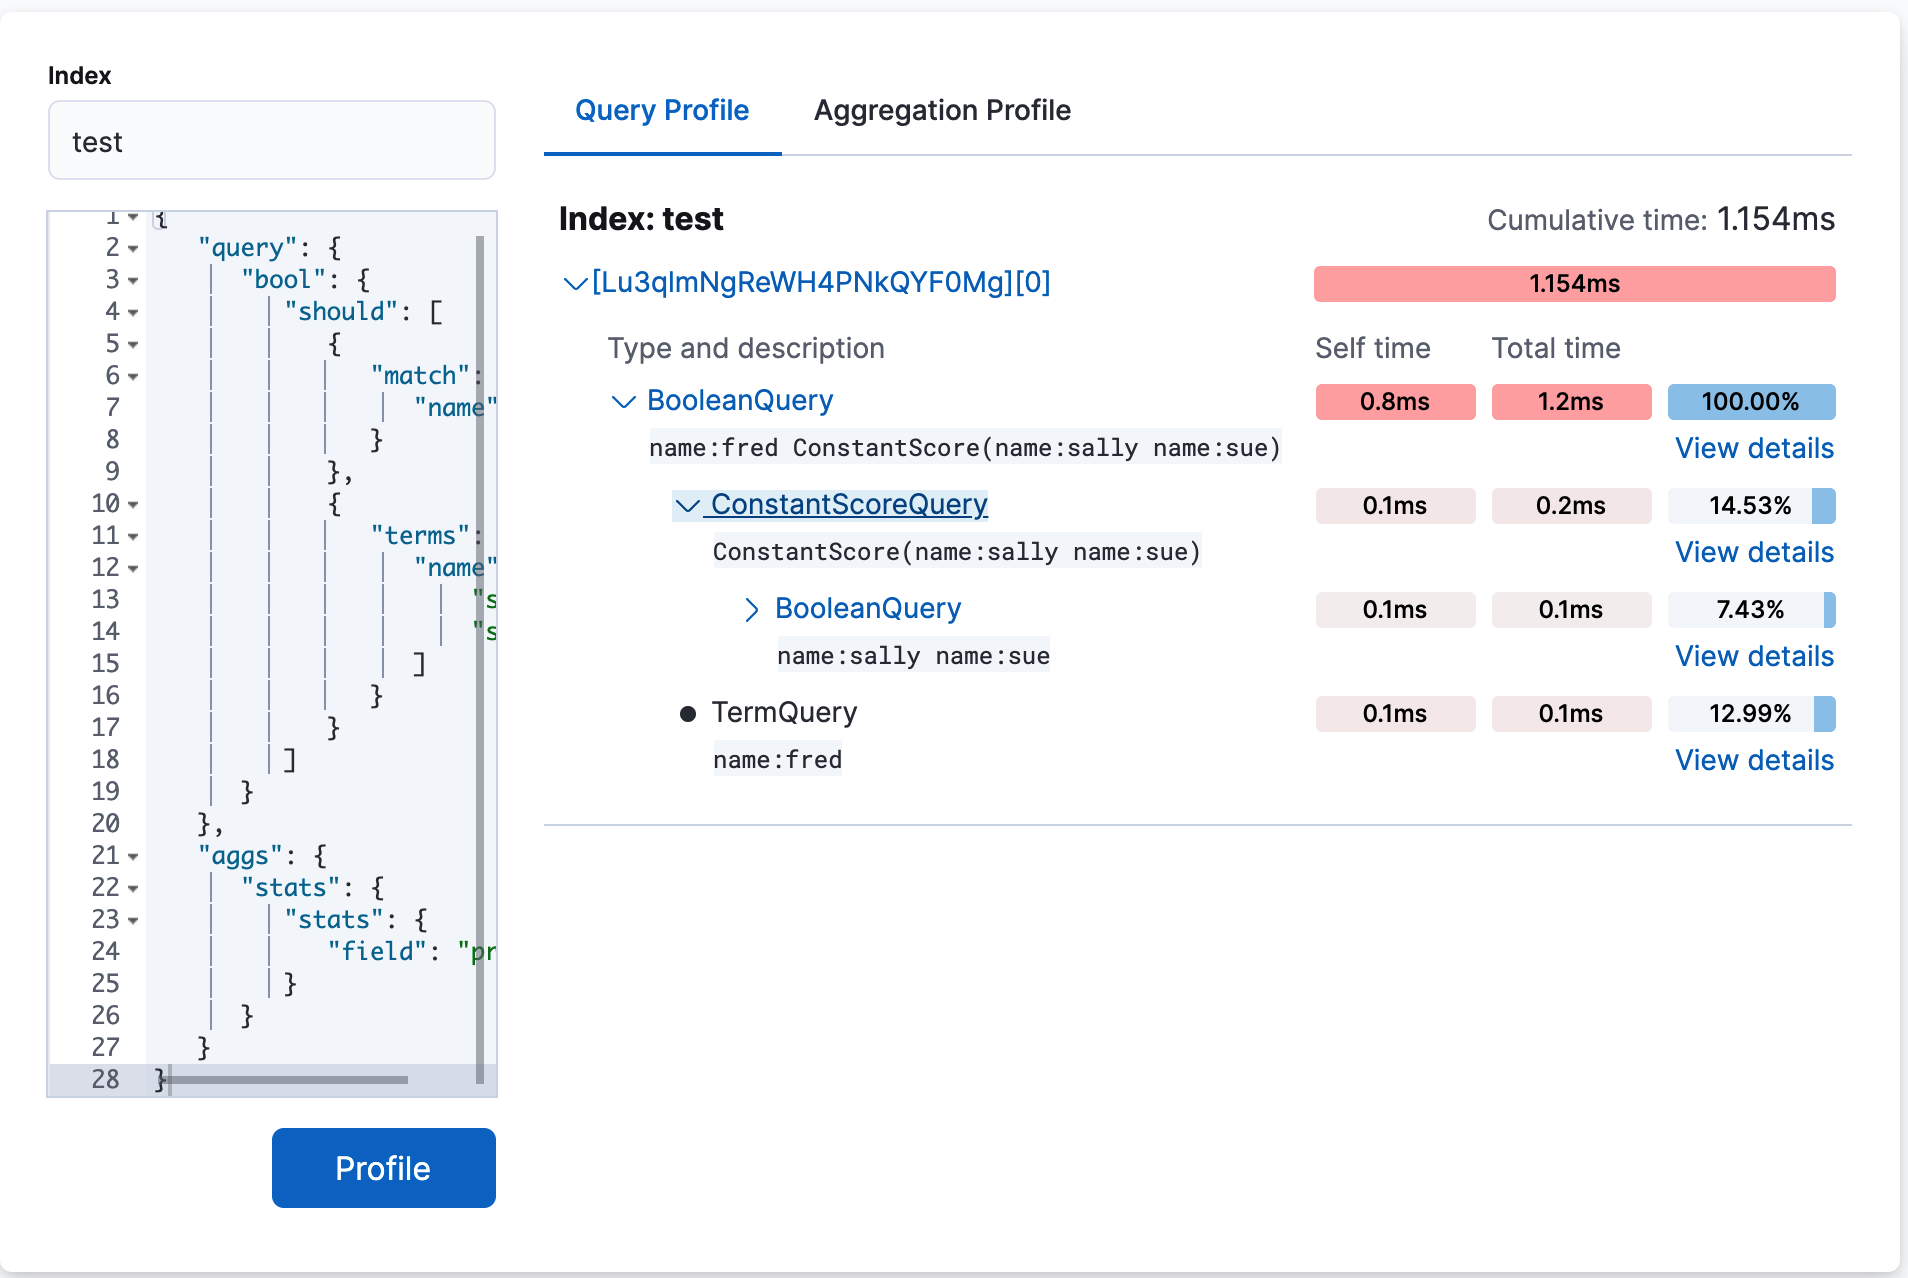 Index
test
1 {
2 "query": {
3 "bool": {
4 "should": [
5 {
6 "match":
7 "name"
8 }
9 },
10 {
11 "terms":
12 "name"
13 "s
14 "s
15 ]
16 }
17 }
18 ]
19 }
20 },
21 "aggs": {
22 "stats": {
23 "stats": {
24 "field": "pr
25 }
26 }
27 }
28 }
Profile
Query Profile Aggregation Profile
Index: test Cumulative time: 1.154ms
[Lu3qImNgReWH4PNkQYF0Mg][0] 1.154ms
Type and description Self time Total time
BooleanQuery 0.8ms 1.2ms 100.00%
name:fred ConstantScore(name:sally name:sue) View details
ConstantScoreQuery 0.1ms 0.2ms 14.53%
ConstantScore(name:sally name:sue) View details
BooleanQuery 0.1ms 0.1ms 7.43%
name:sally name:sue View details
TermQuery 0.1ms 0.1ms 12.99%
name:fred View details